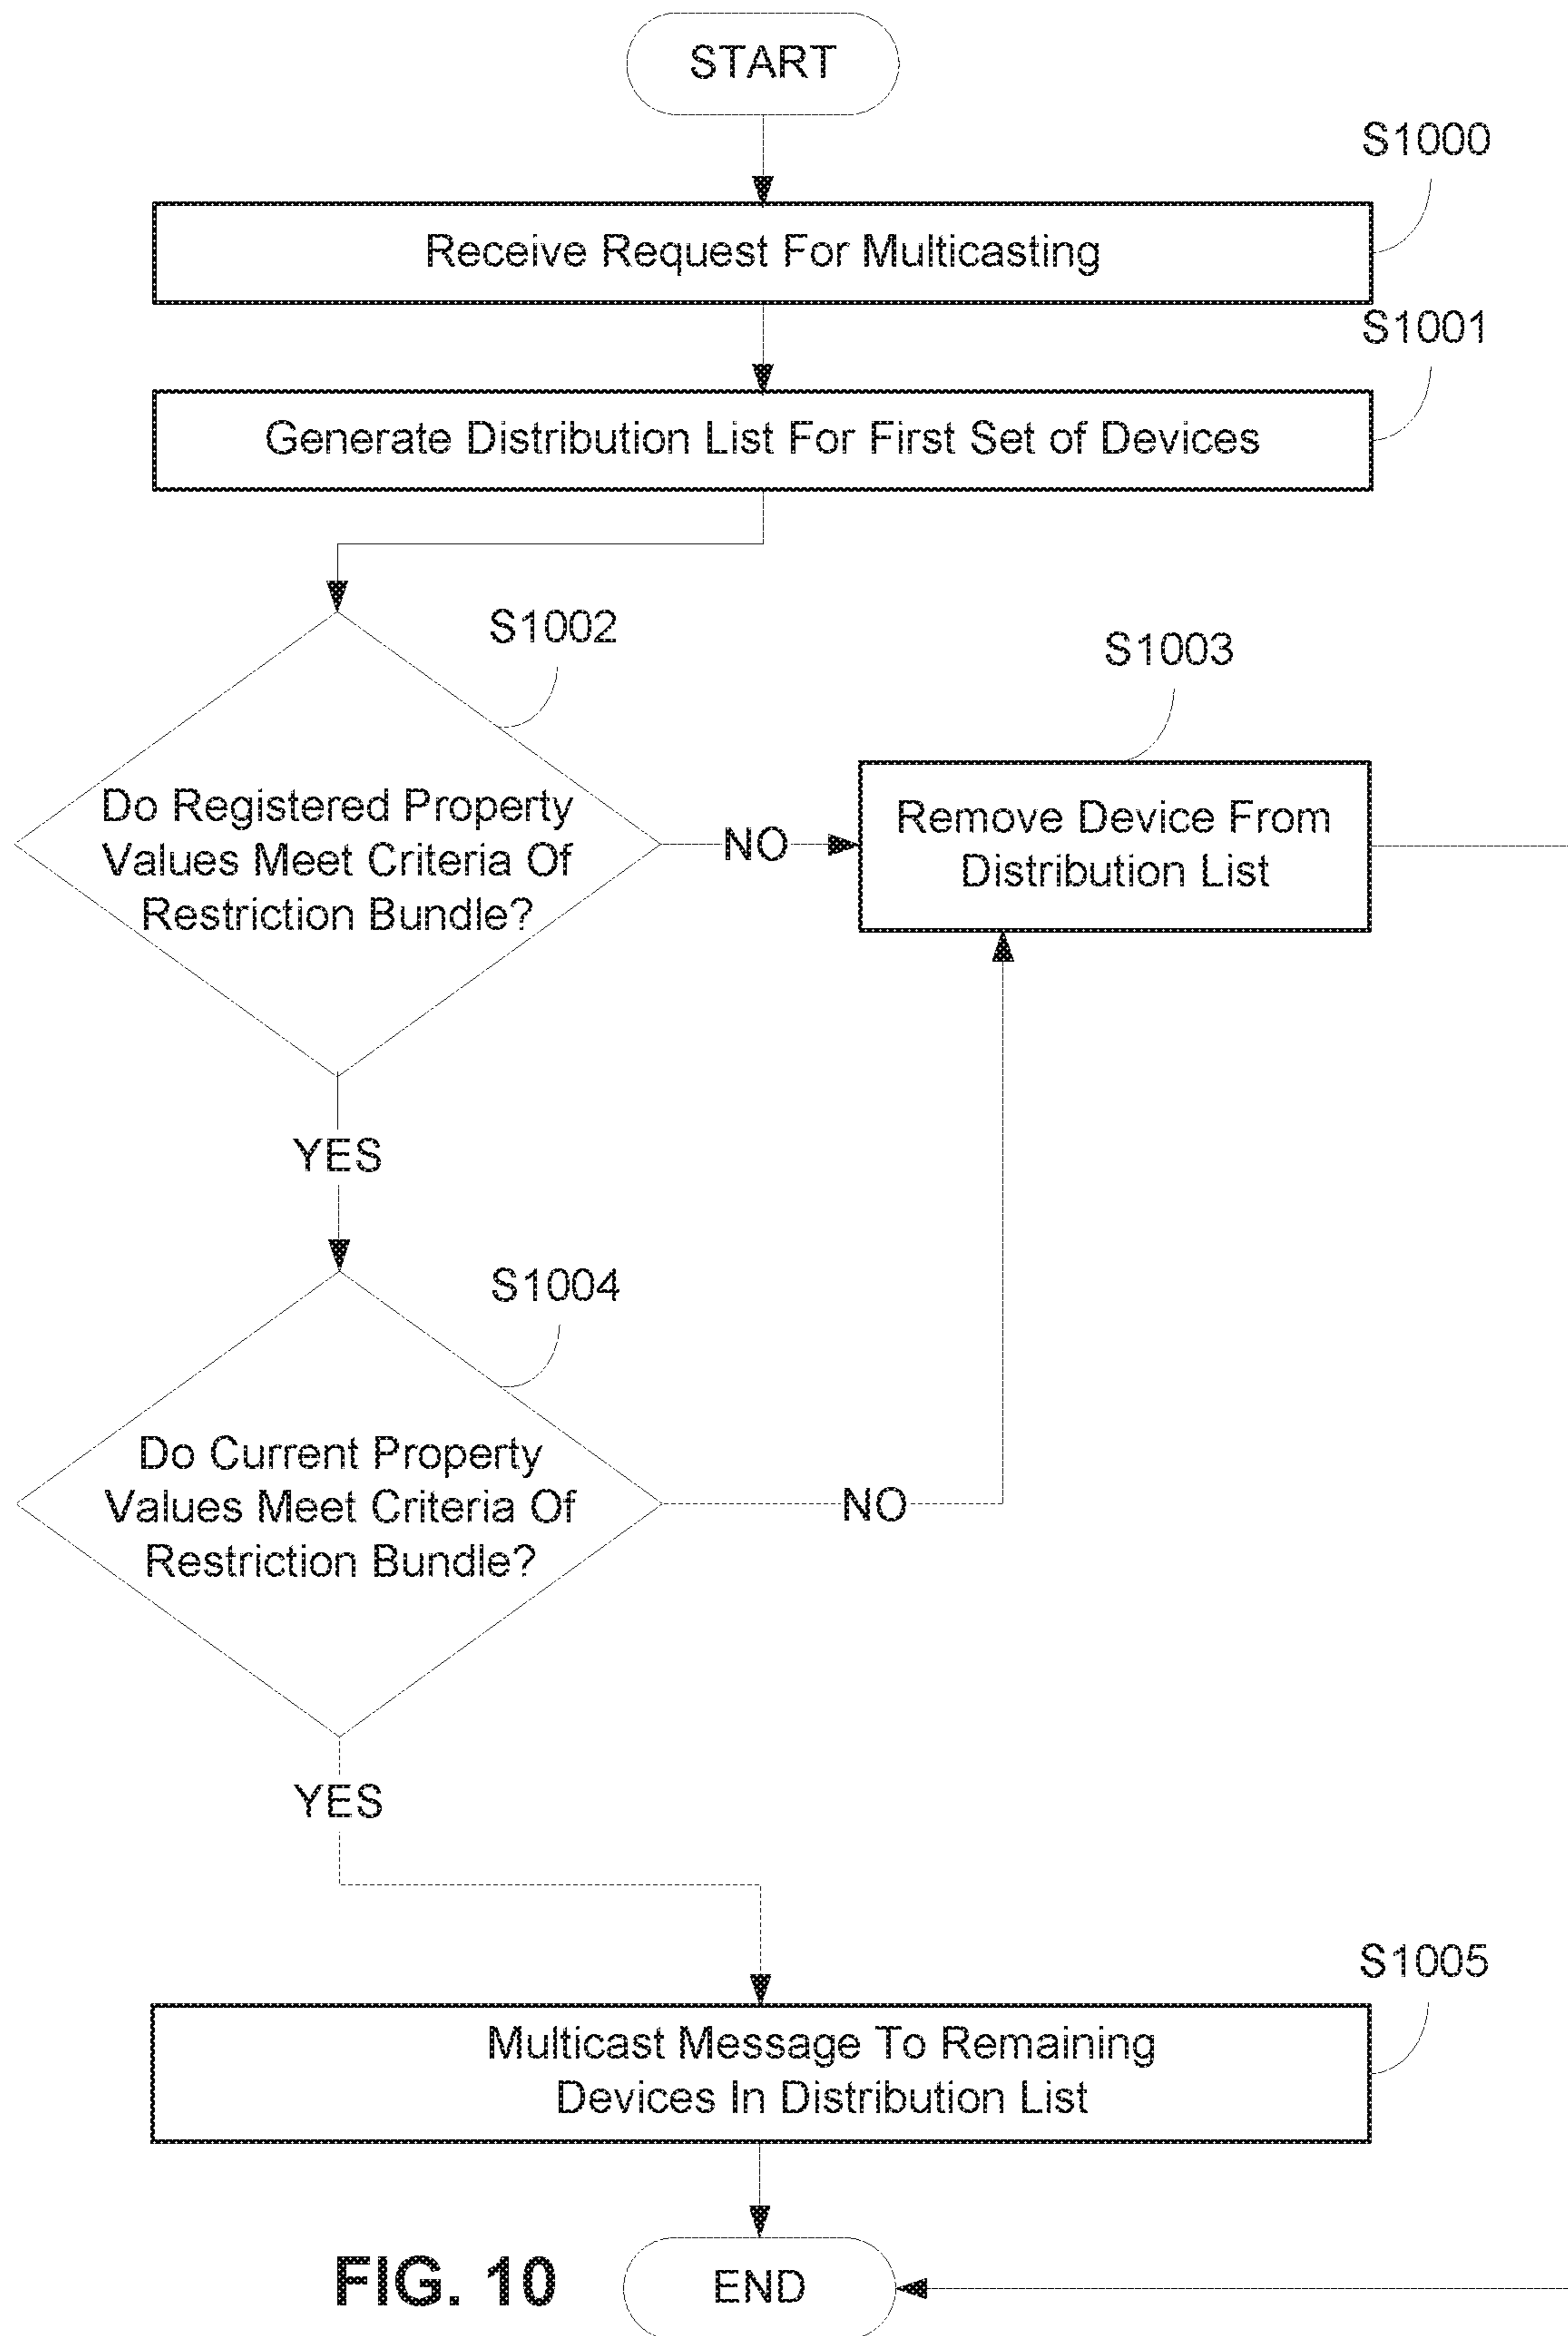 START
S1000
Receive Request For Multicasting
S1001
Generate Distribution List For First Set of Devices
S1002
Do Registered Property
Values Meet Criteria Of
Restriction Bundle?
NO
S1003
Remove Device From
Distribution List
YES
S1004
Do Current Property
Values Meet Criteria Of
Restriction Bundle?
NO
YES
S1005
Multicast Message To Remaining
Devices In Distribution List
FIG. 10
END